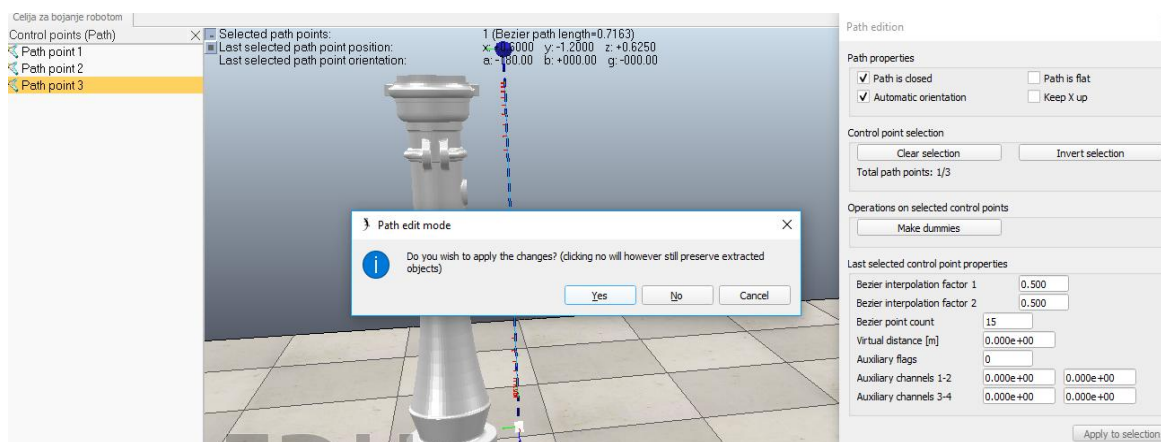 Celija za bojanje robotom
Control points (Path)
Path point 1
Path point 2
Path point 3
Selected path points: 1 (Bezier path length=0.7163)
Last selected path point position: y:-1.2000 z: +0.6250
Last selected path point orientation: b: +000.00 g: -000.00
Path edit mode
Do you wish to apply the changes? (clicking no will however still preserve extracted
objects)
Yes No Cancel
EDU
Path edition
Path properties
Path is closed Path is flat
Automatic orientation Keep X up
Control point selection
Clear selection Invert selection
Total path points: 1/3
Operations on selected control points
Make dummies
Last selected control point properties
Bezier interpolation factor 1 0.500
Bezier interpolation factor 2 0.500
Bezier point count 15
Virtual distance [m] 0.000e+00
Auxiliary flags 0
Auxiliary channels 1-2 0.000e+00 0.000e+00
Auxiliary channels 3-4 0.000e+00 0.000e+00
Apply to selection